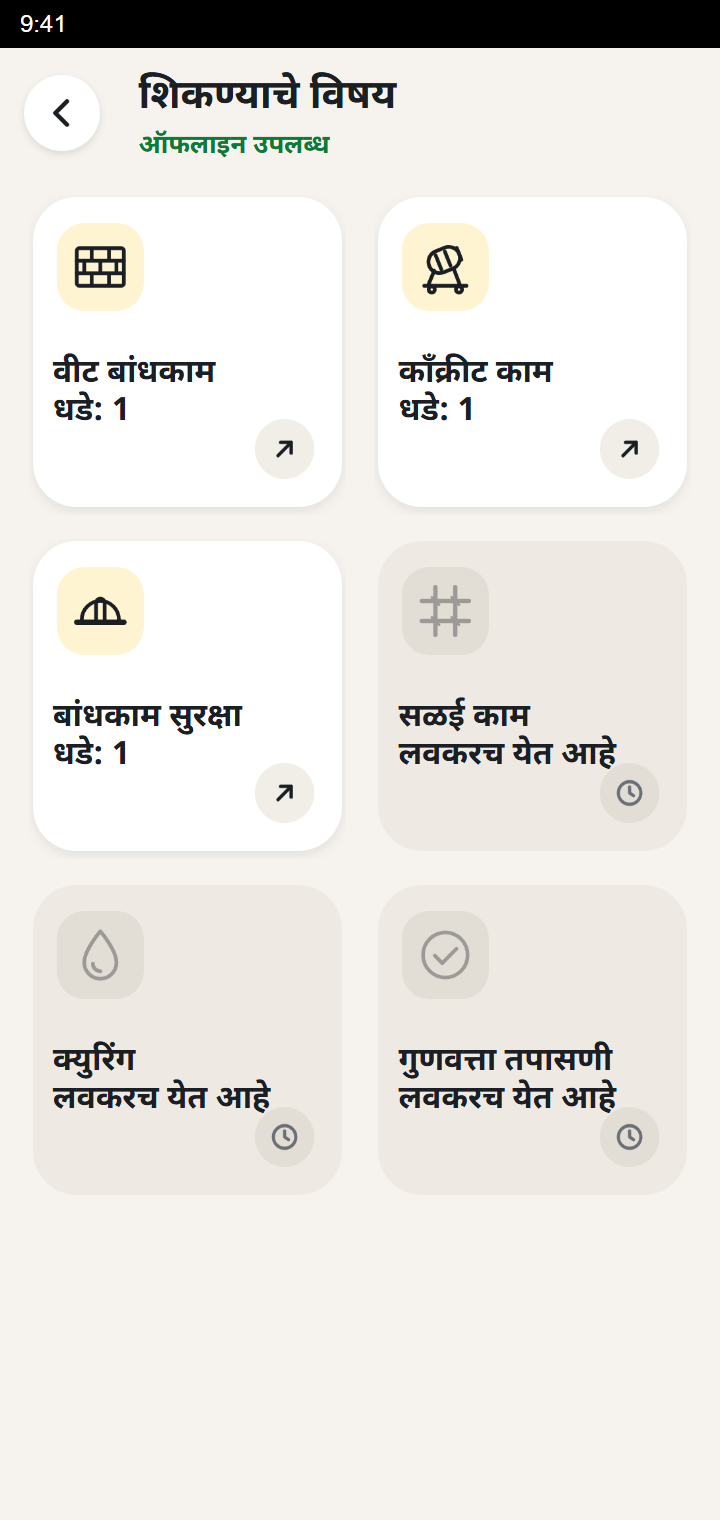 9:41
शिकण्याचे विषय
ऑफलाइन उपलब्ध
वीट बांधकाम
धडे: 1
काँक्रीट काम
धडे: 1
बांधकाम सुरक्षा
धडे: 1
सळई काम
लवकरच येत आहे
क्युरिंग
लवकरच येत आहे
गुणवत्ता तपासणी
लवकरच येत आहे